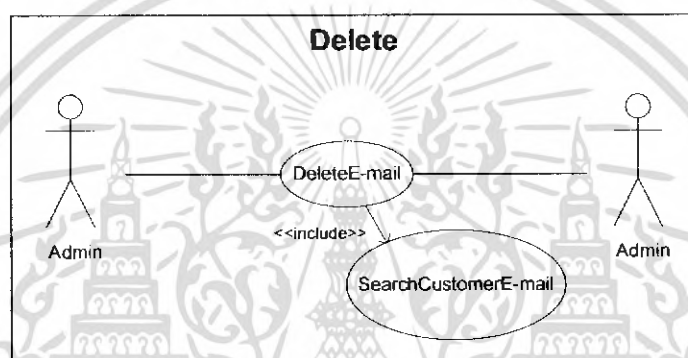 Delete
DeleteE-mail
Admin
<<include>>
Admin
SearchCustomerE-mail